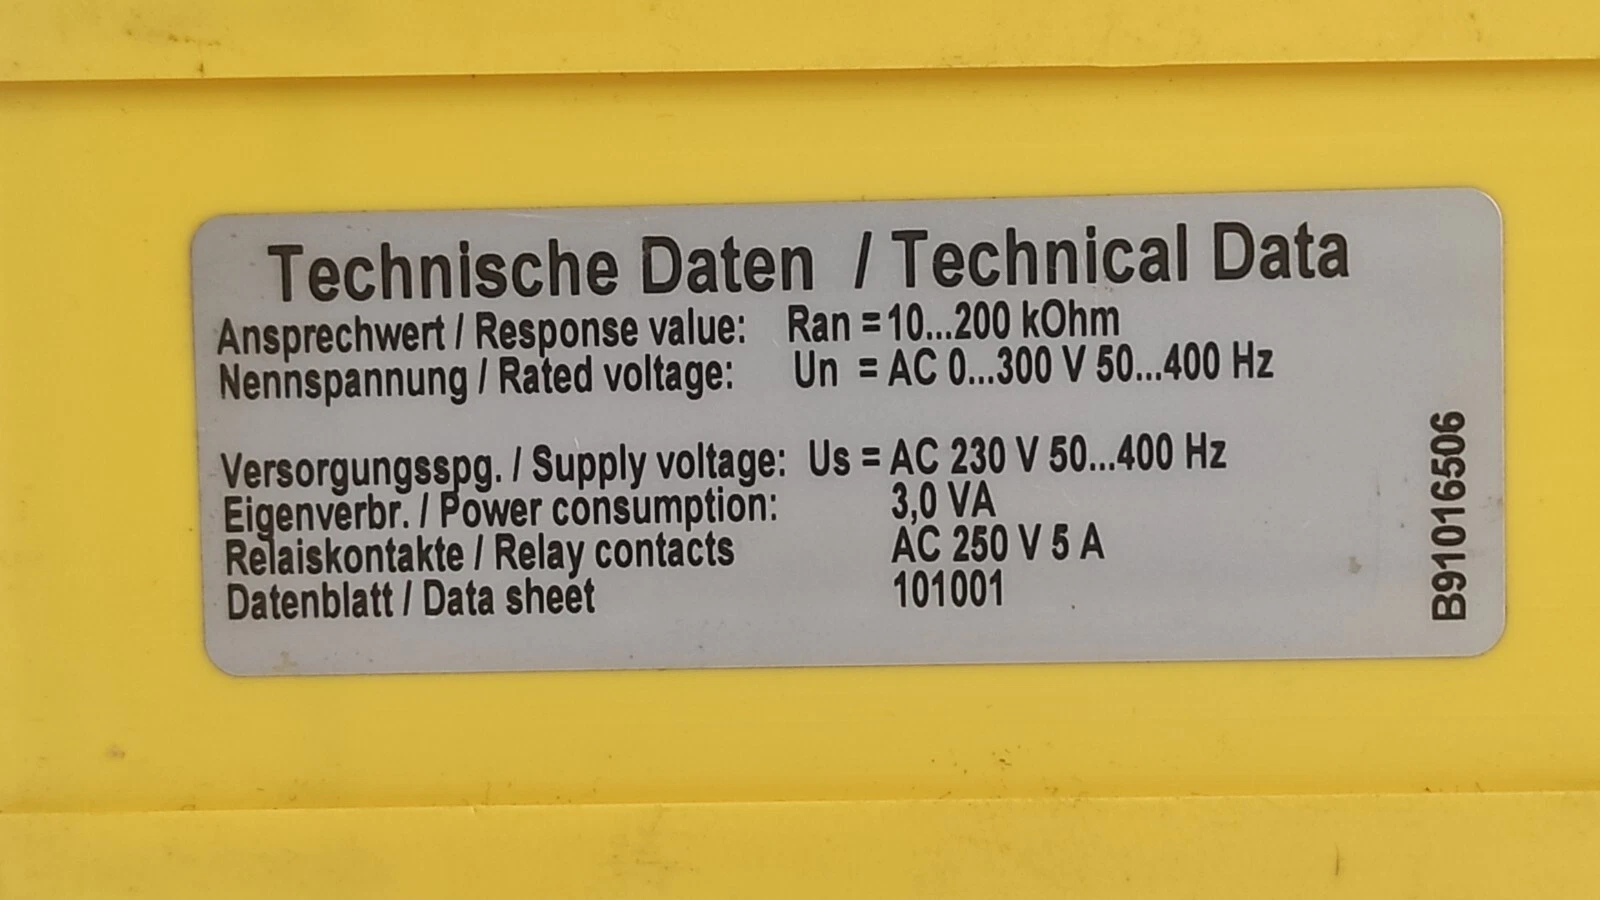 Technische Daten / Technical Data
Ansprechwert / Response value: Ran = 10...200 kOhm
Nennspannung / Rated voltage: Un = AC 0...300 V 50...400 Hz
Versorgungsspg. / Supply voltage: Us = AC 230 V 50...400 Hz
Eigenverbr. / Power consumption: 3,0 VA
Relaiskontakte / Relay contacts AC 250 V 5 A
Datenblatt / Data sheet 101001
B91016506